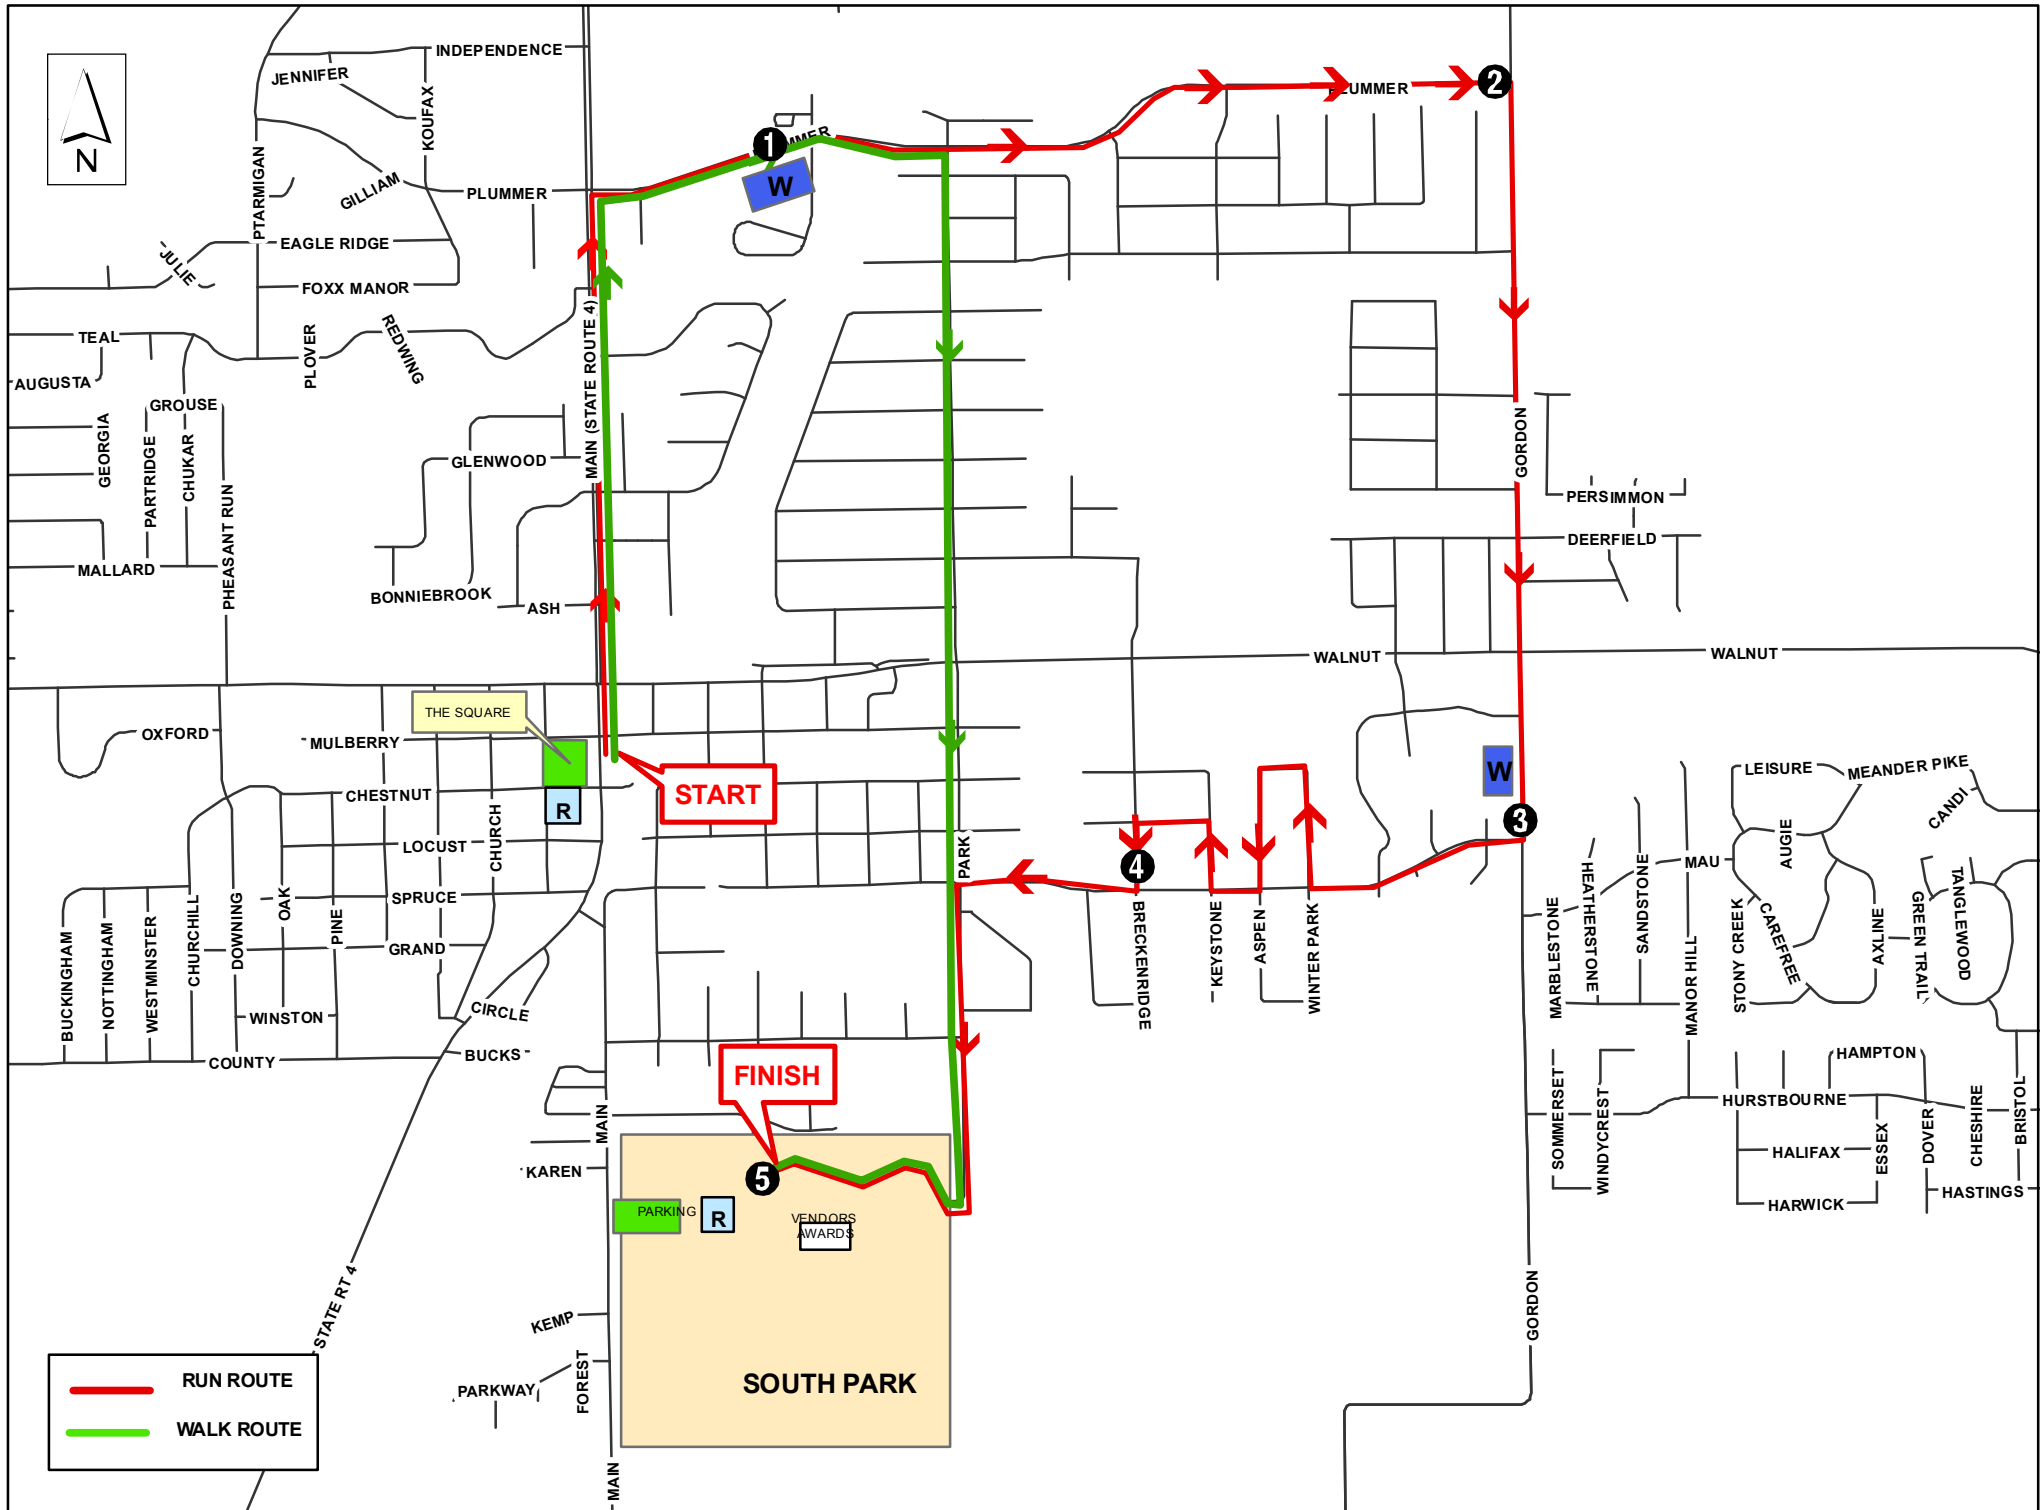 INDEPENDENCE
JENNIFER
KOUFAX
N
PTARMIGAN
GILLIAM
PLUMMER
EAGLE RIDGE
JULIE
FOXX MANOR
TEAL
PLOVER
REDWING
AUGUSTA
GROUSE
GEORGIA
PARTRIDGE
CHUKAR
PHEASANT RUN
GLENWOOD
MALLARD
BONNIEBROOK
ASH
MAIN (STATE ROUTE 4)
1
W
PLUMMER
2
GORDON
PERSIMMON
DEERFIELD
WALNUT
WALNUT
THE SQUARE
OXFORD
MULBERRY
CHESTNUT
R
START
CHURCH
LOCUST
SPRUCE
GRAND
BUCKINGHAM
NOTTINGHAM
WESTMINSTER
CHURCHILL
DOWNING
OAK
PINE
WINSTON
CIRCLE
COUNTY
BUCKS
PARK
W
3
4
BRECKENRIDGE
KEYSTONE
ASPEN
WINTER PARK
LEISURE
MEANDER PIKE
CANDI
AUGIE
MAU
MARBLESTONE
HEATHERSTONE
SANDSTONE
MANOR HILL
STONY CREEK
CAREFREE
AXLINE
GREEN TRAIL
TANGLEWOOD
HAMPTON
HURSTBOURNE
SOMMERSET
WINDYCREST
HALIFAX
ESSEX
DOVER
CHESHIRE
BRISTOL
HARWICK
HASTINGS
FINISH
MAIN
KAREN
5
PARKING
R
VENDORS
AWARDS
STATE RT 4
KEMP
FOREST
PARKWAY
SOUTH PARK
GORDON
MAIN
RUN ROUTE
WALK ROUTE